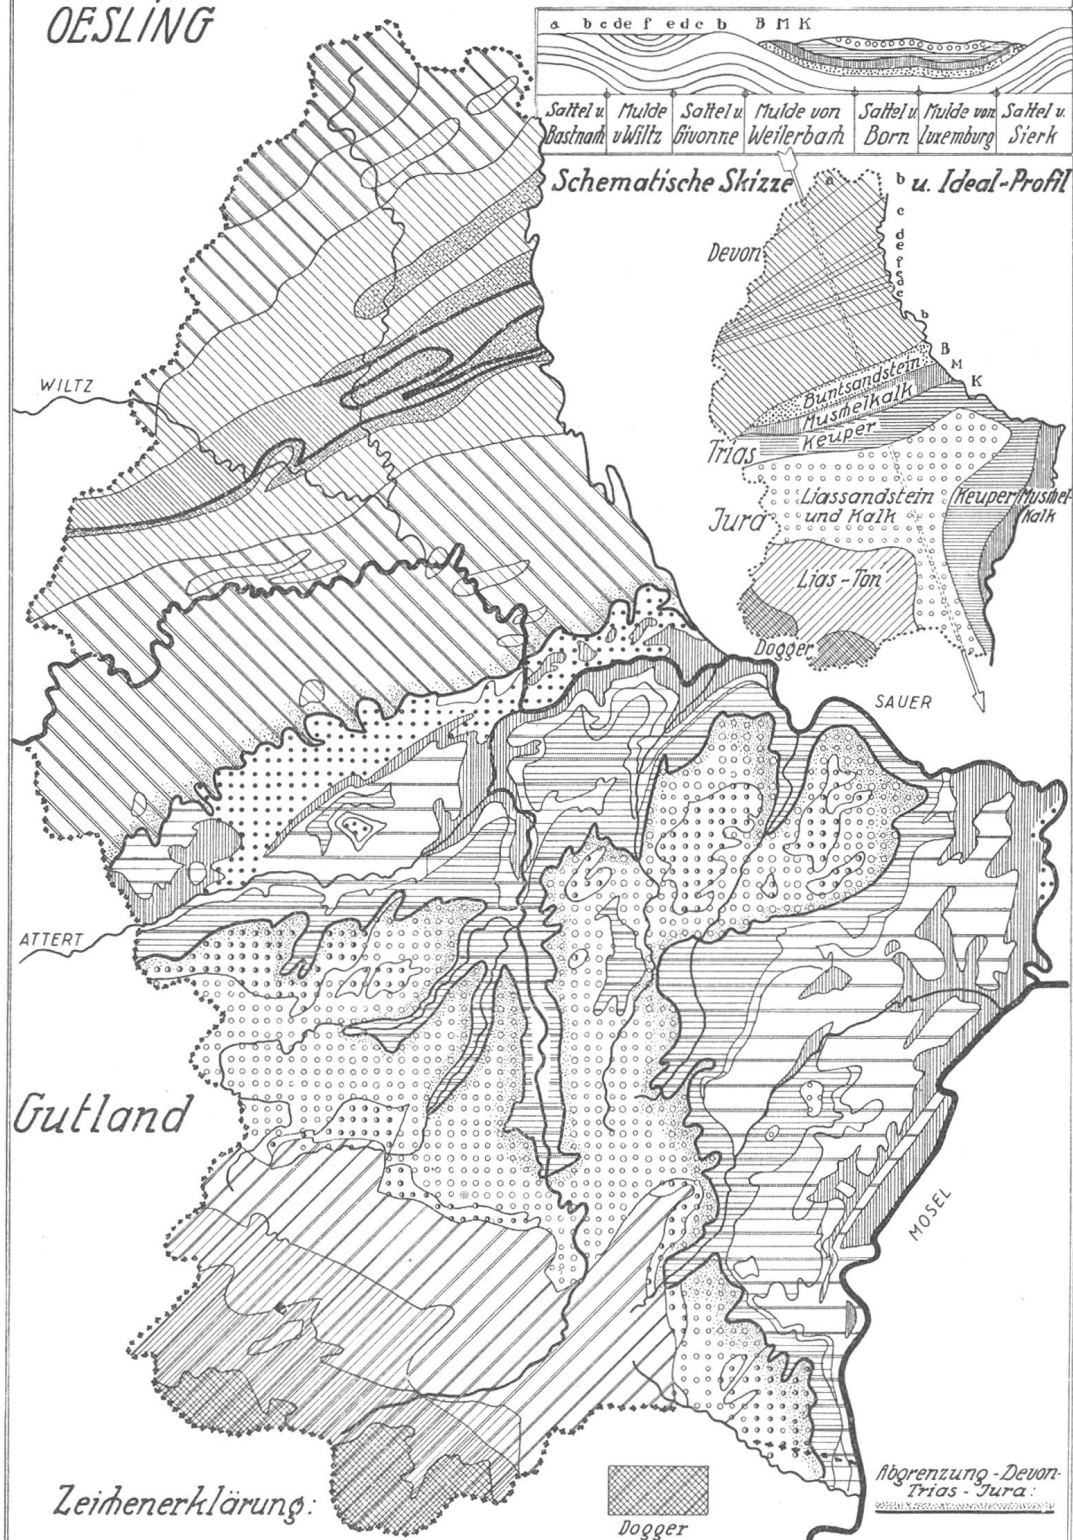 OESLING
a b c d e f e d c b B M K
Sattel v. Bastnach
Mulde v Wiltz
Sattel v. Givonne
Mulde von Weilerbach
Sattel v. Born
Mulde von Luxemburg
Sattel v. Sierk
Schematische Skizze u. Ideal-Profil
a
b
c
d
e
f
e
d
c
b
B
M
K
Devon
Buntsandstein
Muschelkalk
Keuper
Trias
Liassandstein
und Kalk
Keuper
Muschel-
Kalk
Jura
Lias-Ton
Dogger
WILTZ
SAUER
ATTERT
Gutland
MOSEL
Zeichenerklärung:
Dogger
Abgrenzung-Devon-
Trias-Jura: